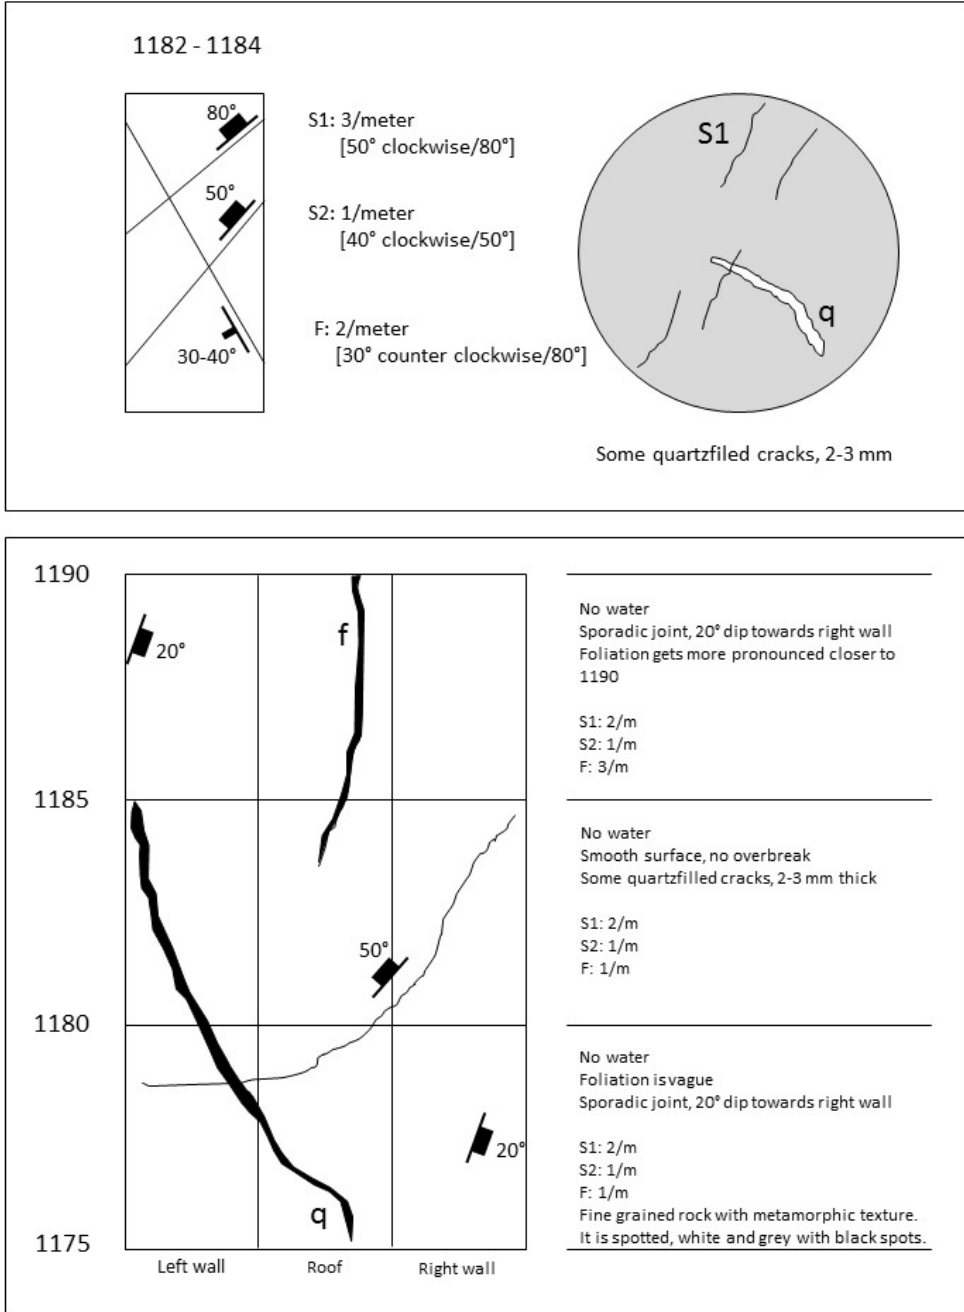 1182 - 1184
80°
50°
30-40°
S1: 3/meter
[50° clockwise/80°]
S2: 1/meter
[40° clockwise/50°]
F: 2/meter
[30° counter clockwise/80°]
S1
q
Some quartzfiled cracks, 2-3 mm
1190
1185
1180
1175
20°
f
50°
20°
q
Left wall
Roof
Right wall
No water
Sporadic joint, 20° dip towards right wall
Foliation gets more pronounced closer to
1190
S1: 2/m
S2: 1/m
F: 3/m
No water
Smooth surface, no overbreak
Some quartzfilled cracks, 2-3 mm thick
S1: 2/m
S2: 1/m
F: 1/m
No water
Foliation is vague
Sporadic joint, 20° dip towards right wall
S1: 2/m
S2: 1/m
F: 1/m
Fine grained rock with metamorphic texture.
It is spotted, white and grey with black spots.